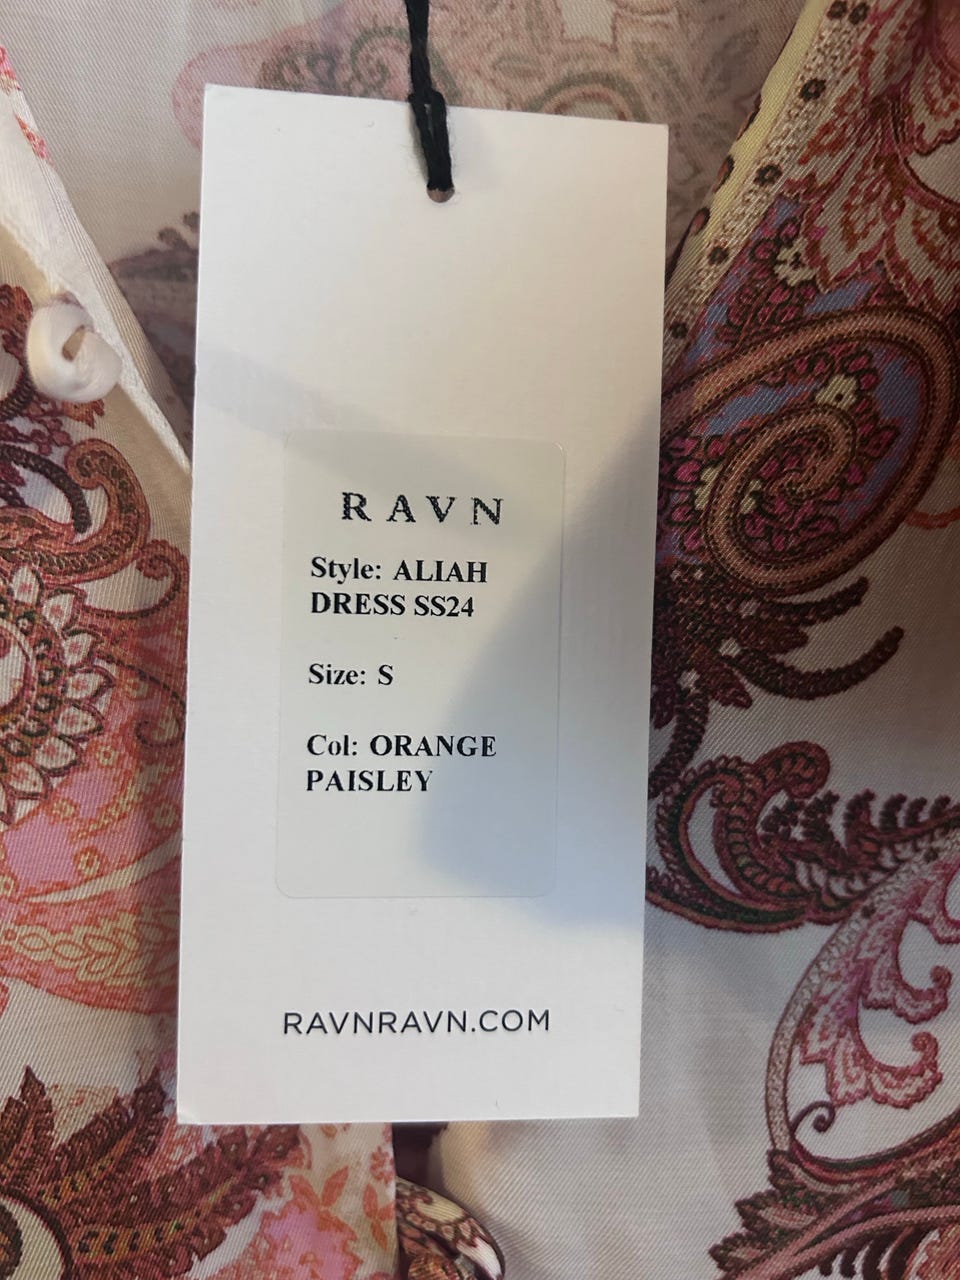 RAVN
Style: ALIAH
DRESS SS24
Size: S
Col: ORANGE
PAISLEY
RAVNRAVN.COM